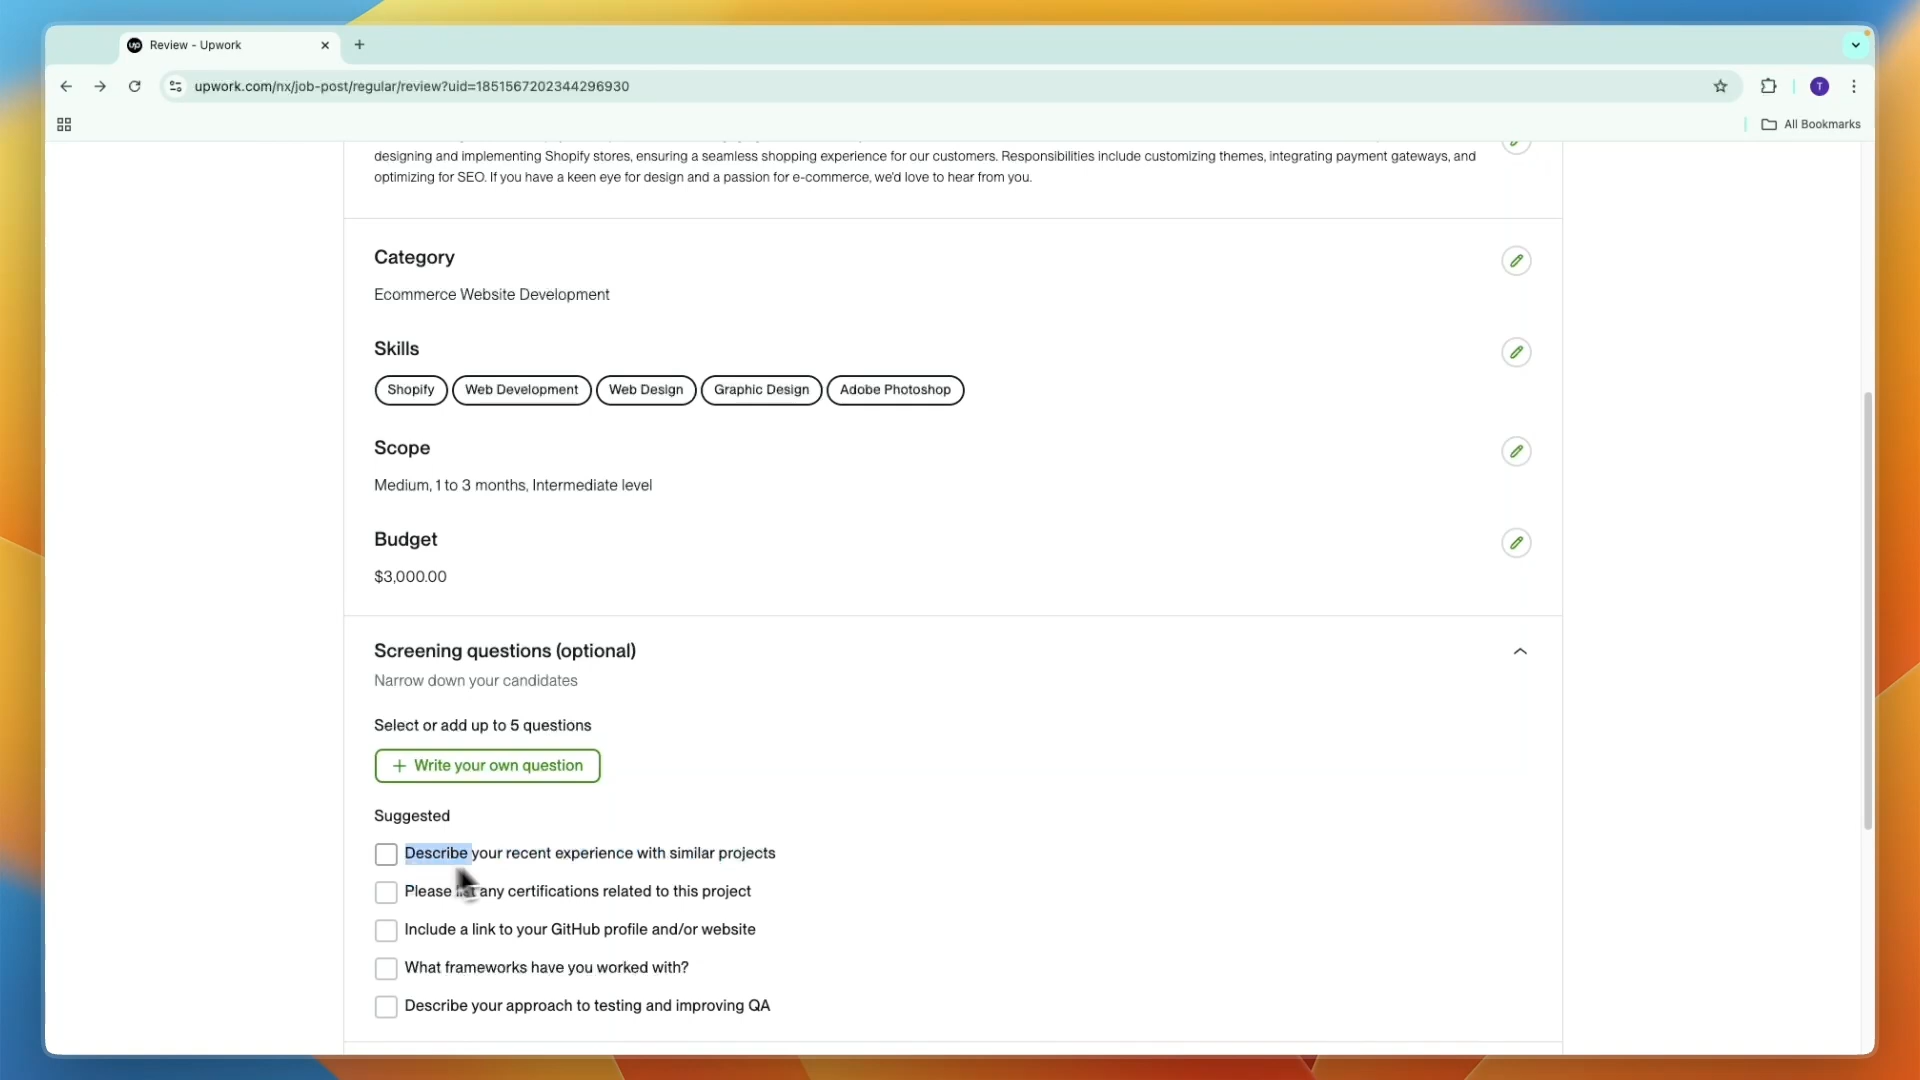 Review - Upwork
upwork.com/nx/job-post/regular/review?uid=1851567202344296930
T
All Bookmarks
designing and implementing Shopify stores, ensuring a seamless shopping experience for our customers. Responsibilities include customizing themes, integrating payment gateways, and
optimizing for SEO. If you have a keen eye for design and a passion for e-commerce, we'd love to hear from you.
Category
Ecommerce Website Development
Skills
Shopify Web Development Web Design Graphic Design Adobe Photoshop
Scope
Medium, 1 to 3 months, Intermediate level
Budget
$3,000.00
Screening questions (optional)
Narrow down your candidates
Select or add up to 5 questions
+ Write your own question
Suggested
Describe your recent experience with similar projects
Please list any certifications related to this project
Include a link to your GitHub profile and/or website
What frameworks have you worked with?
Describe your approach to testing and improving QA